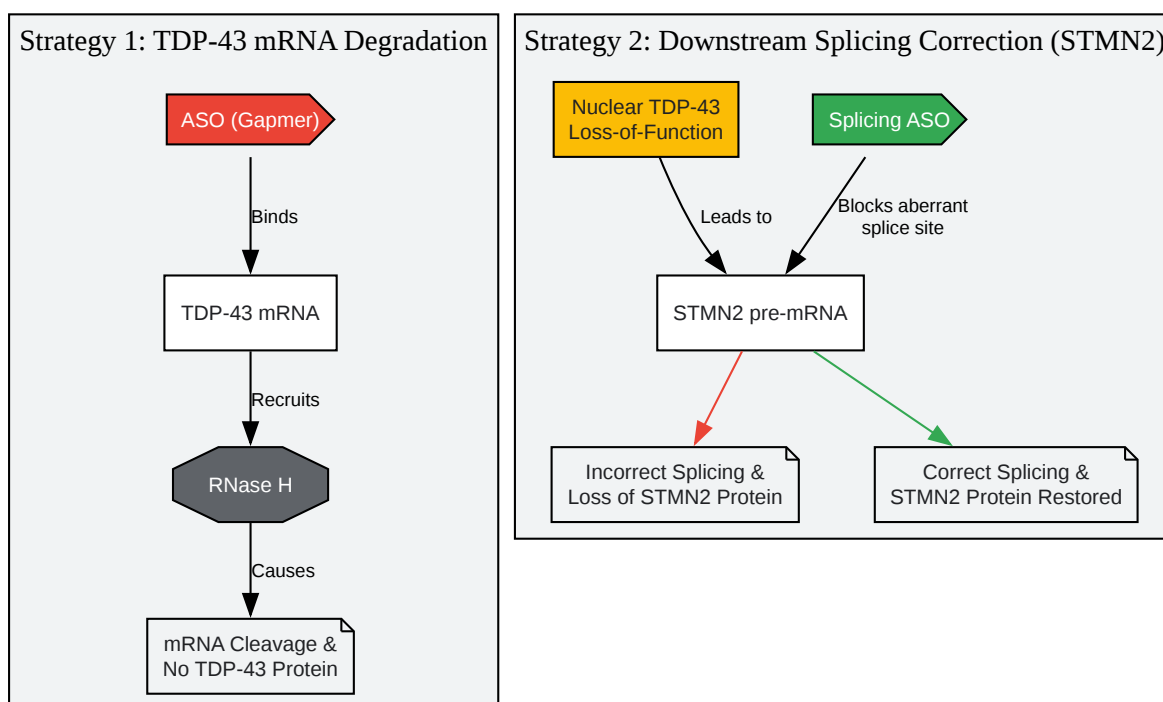 Strategy 1: TDP-43 mRNA Degradation
ASO (Gapmer)
Binds
TDP-43 mRNA
Recruits
RNase H
Causes
mRNA Cleavage &
No TDP-43 Protein
Strategy 2: Downstream Splicing Correction (STMN2)
Nuclear TDP-43
Loss-of-Function
Splicing ASO
Leads to
Blocks aberrant
splice site
STMN2 pre-mRNA
Incorrect Splicing &
Loss of STMN2 Protein
Correct Splicing &
STMN2 Protein Restored